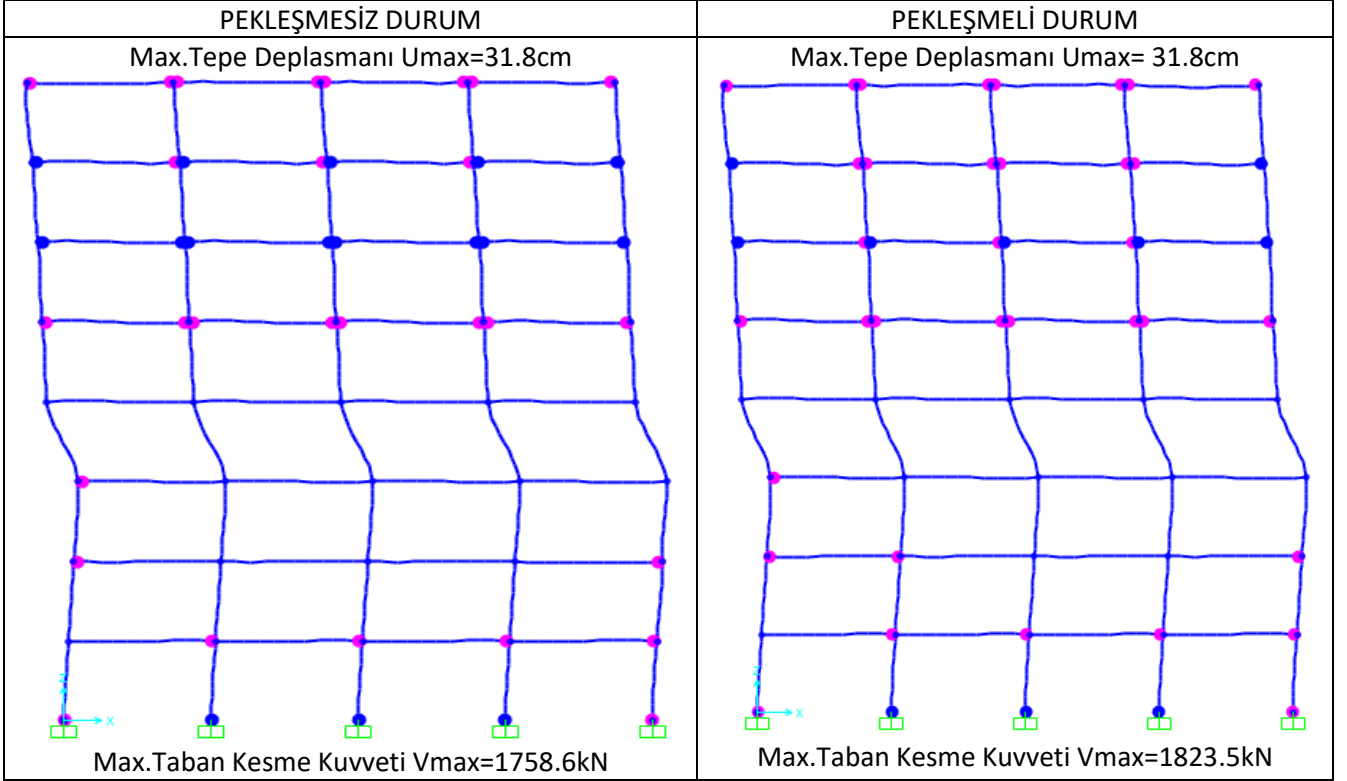 PEKLEŞMESİZ DURUM
PEKLEŞMELİ DURUM
Max.Tepe Deplasmanı Umax=31.8cm
Max.Tepe Deplasmanı Umax= 31.8cm
Z
X
Z
X
Max.Taban Kesme Kuvveti Vmax=1758.6kN
Max.Taban Kesme Kuvveti Vmax=1823.5kN